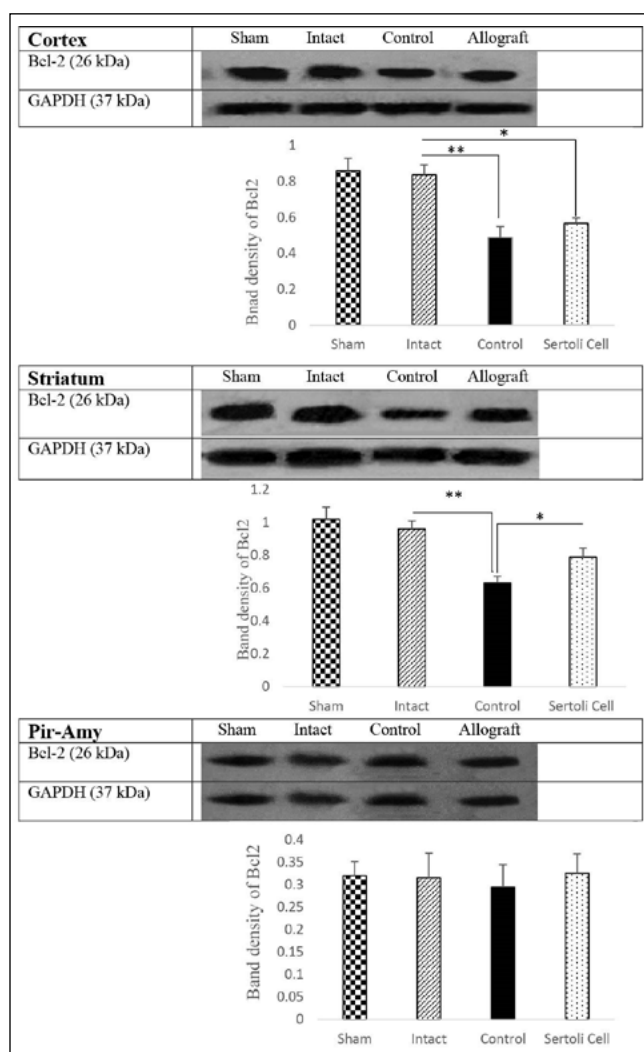 Cortex Sham Intact Control Allograft
Bcl-2 (26 kDa)
GAPDH (37 kDa)
Bnad density of Bcl2
1
0.8
0.6
0.4
0.2
0
*
**
Sham Intact Control Sertoli Cell
Striatum Sham Intact Control Allograft
Bcl-2 (26 kDa)
GAPDH (37 kDa)
Band density of Bcl2
1.2
1
0.8
0.6
0.4
0.2
0
**
*
Sham Intact Control Sertoli Cell
Pir-Amy Sham Intact Control Allograft
Bcl-2 (26 kDa)
GAPDH (37 kDa)
Band density of Bcl2
0.4
0.35
0.3
0.25
0.2
0.15
0.1
0.05
0
Sham Intact Control Sertoli Cell